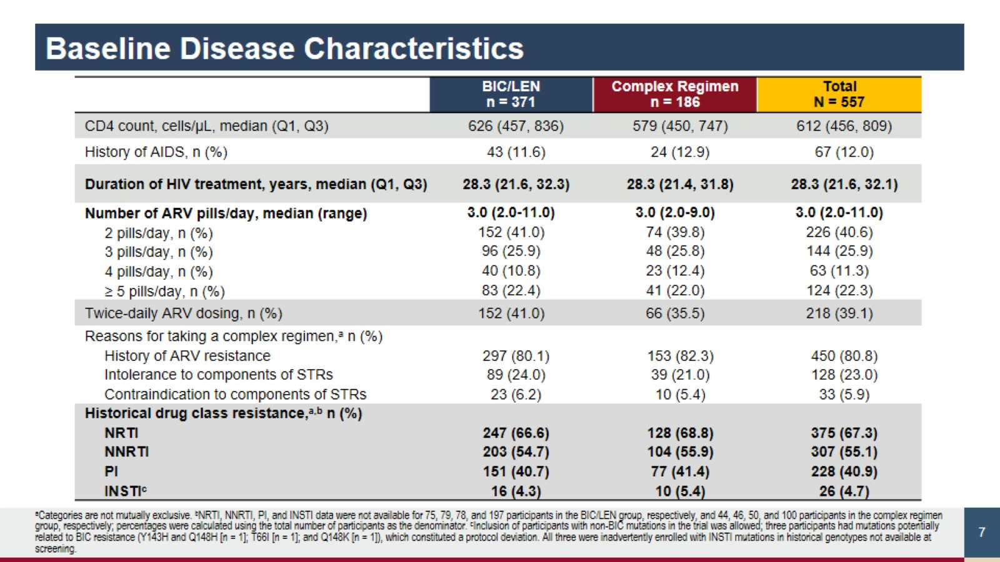 Baseline Disease Characteristics
BIC/LEN Complex Regimen Total
n = 371 n = 186 N = 557
CD4 count, cells/µL, median (Q1, Q3) 626 (457, 836) 579 (450, 747) 612 (456, 809)
History of AIDS, n (%) 43 (11.6) 24 (12.9) 67 (12.0)
Duration of HIV treatment, years, median (Q1, Q3) 28.3 (21.6, 32.3) 28.3 (21.4, 31.8) 28.3 (21.6, 32.1)
Number of ARV pills/day, median (range) 3.0 (2.0-11.0) 3.0 (2.0-9.0) 3.0 (2.0-11.0)
2 pills/day, n (%) 152 (41.0) 74 (39.8) 226 (40.6)
3 pills/day, n (%) 96 (25.9) 48 (25.8) 144 (25.9)
4 pills/day, n (%) 40 (10.8) 23 (12.4) 63 (11.3)
≥ 5 pills/day, n (%) 83 (22.4) 41 (22.0) 124 (22.3)
Twice-daily ARV dosing, n (%) 152 (41.0) 66 (35.5) 218 (39.1)
Reasons for taking a complex regimen,ᵃ n (%)
History of ARV resistance 297 (80.1) 153 (82.3) 450 (80.8)
Intolerance to components of STRs 89 (24.0) 39 (21.0) 128 (23.0)
Contraindication to components of STRs 23 (6.2) 10 (5.4) 33 (5.9)
Historical drug class resistance,ᵃ,ᵇ n (%)
NRTI 247 (66.6) 128 (68.8) 375 (67.3)
NNRTI 203 (54.7) 104 (55.9) 307 (55.1)
PI 151 (40.7) 77 (41.4) 228 (40.9)
INSTIᶜ 16 (4.3) 10 (5.4) 26 (4.7)
ᵃCategories are not mutually exclusive. ᵇNRTI, NNRTI, PI, and INSTI data were not available for 75, 79, 78, and 197 participants in the BIC/LEN group, respectively, and 44, 46, 50, and 100 participants in the complex regimen
group, respectively; percentages were calculated using the total number of participants as the denominator. ᶜInclusion of participants with non-BIC mutations in the trial was allowed; three participants had mutations potentially
related to BIC resistance (Y143H and Q148H [n = 1]; T66I [n = 1]; and Q148K [n = 1]), which constituted a protocol deviation. All three were inadvertently enrolled with INSTI mutations in historical genotypes not available at
screening.
7